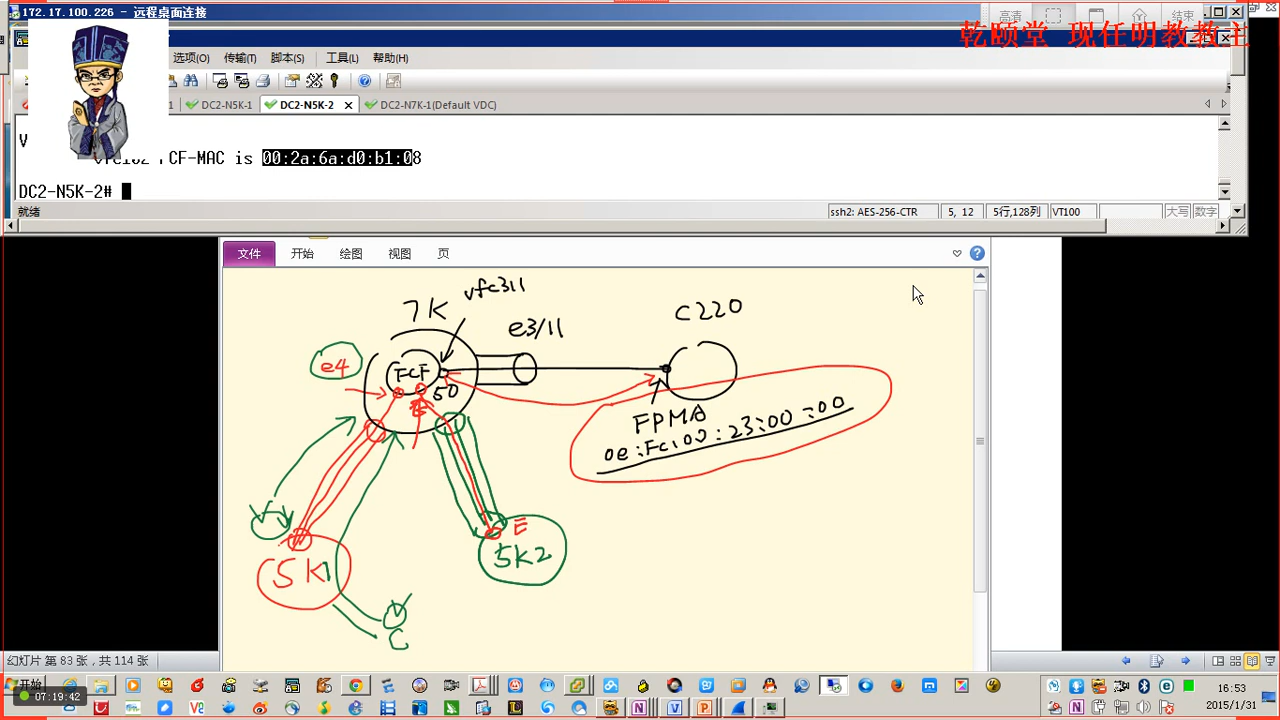 172.17.100.226 - 远程桌面连接
高清
结束
乾颐堂 现任明教教主
选项(O) 传输(T) 脚本(S) 工具(L) 帮助(H)
1 DC2-N5K-1 DC2-N5K-2 DC2-N7K-1(Default VDC)
V
FCF-MAC is 00:2a:6a:d0:b1:08
DC2-N5K-2#
就绪 ssh2: AES-256-CTR 5, 12 5行,128列 VT100 大写 数字
文件 开始 绘图 视图 页
vfc311
7K
C220
e3/11
e4
FCF
50
E
FPMA
0e:Fc:00:23:00:00
E
5K1
5K2
C
幻灯片 第 83 张，共 114 张
开始
07:19:42
16:53
2015/1/31